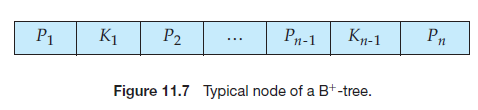 P1 K1 P2 ... Pn-1 Kn-1 Pn
Figure 11.7 Typical node of a B+-tree.